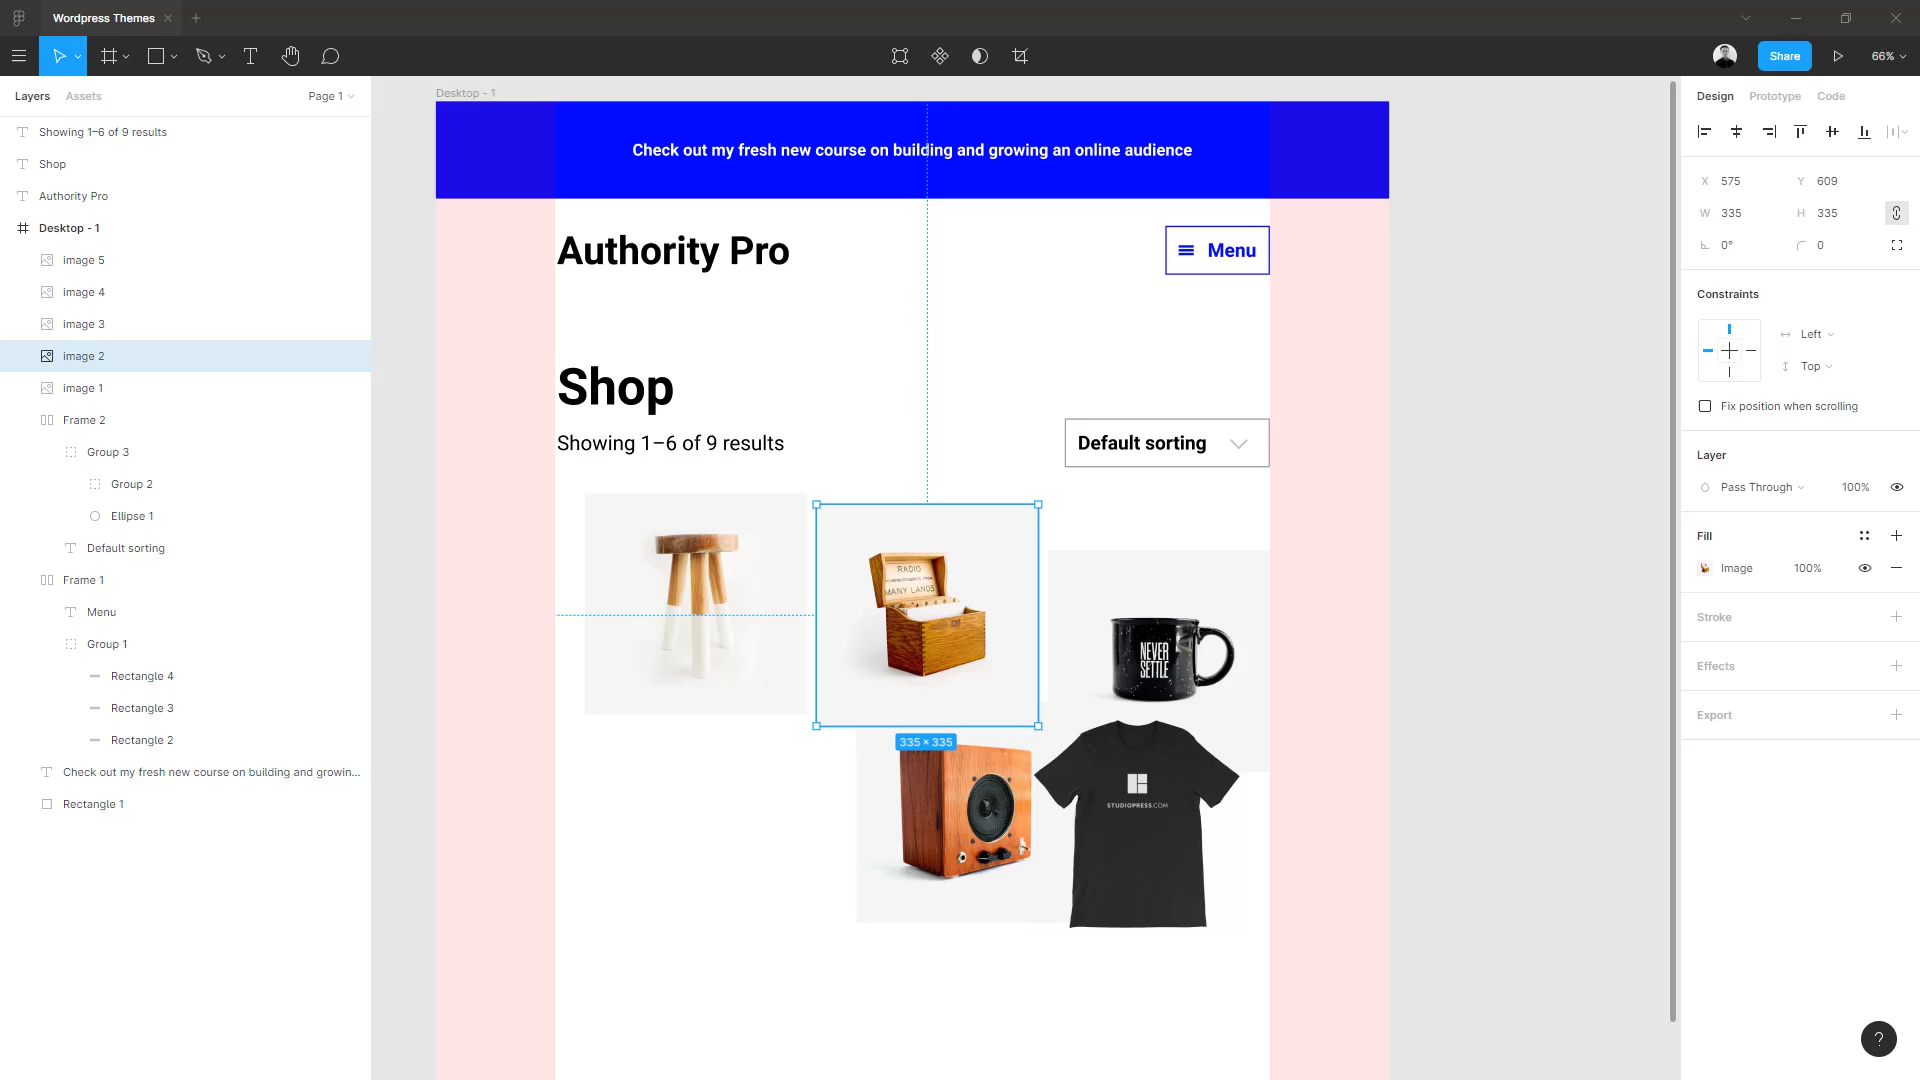 Wordpress Themes
Share
66%
Layers
Assets
Page 1
Showing 1–6 of 9 results
Shop
Authority Pro
Desktop - 1
image 5
image 4
image 3
image 2
image 1
Frame 2
Group 3
Group 2
Ellipse 1
Default sorting
Frame 1
Menu
Group 1
Rectangle 4
Rectangle 3
Rectangle 2
Check out my fresh new course on building and growin...
Rectangle 1
Desktop - 1
Check out my fresh new course on building and growing an online audience
Authority Pro
Menu
Shop
Showing 1–6 of 9 results
Default sorting
RADIO
MANY LANDS
NEVER
SETTLE
335 × 335
STUDIOPRESS.COM
Design
Prototype
Code
X 575
Y 609
W 335
H 335
0°
0
Constraints
Left
Top
Fix position when scrolling
Layer
Pass Through
100%
Fill
Image
100%
Stroke
Effects
Export
?